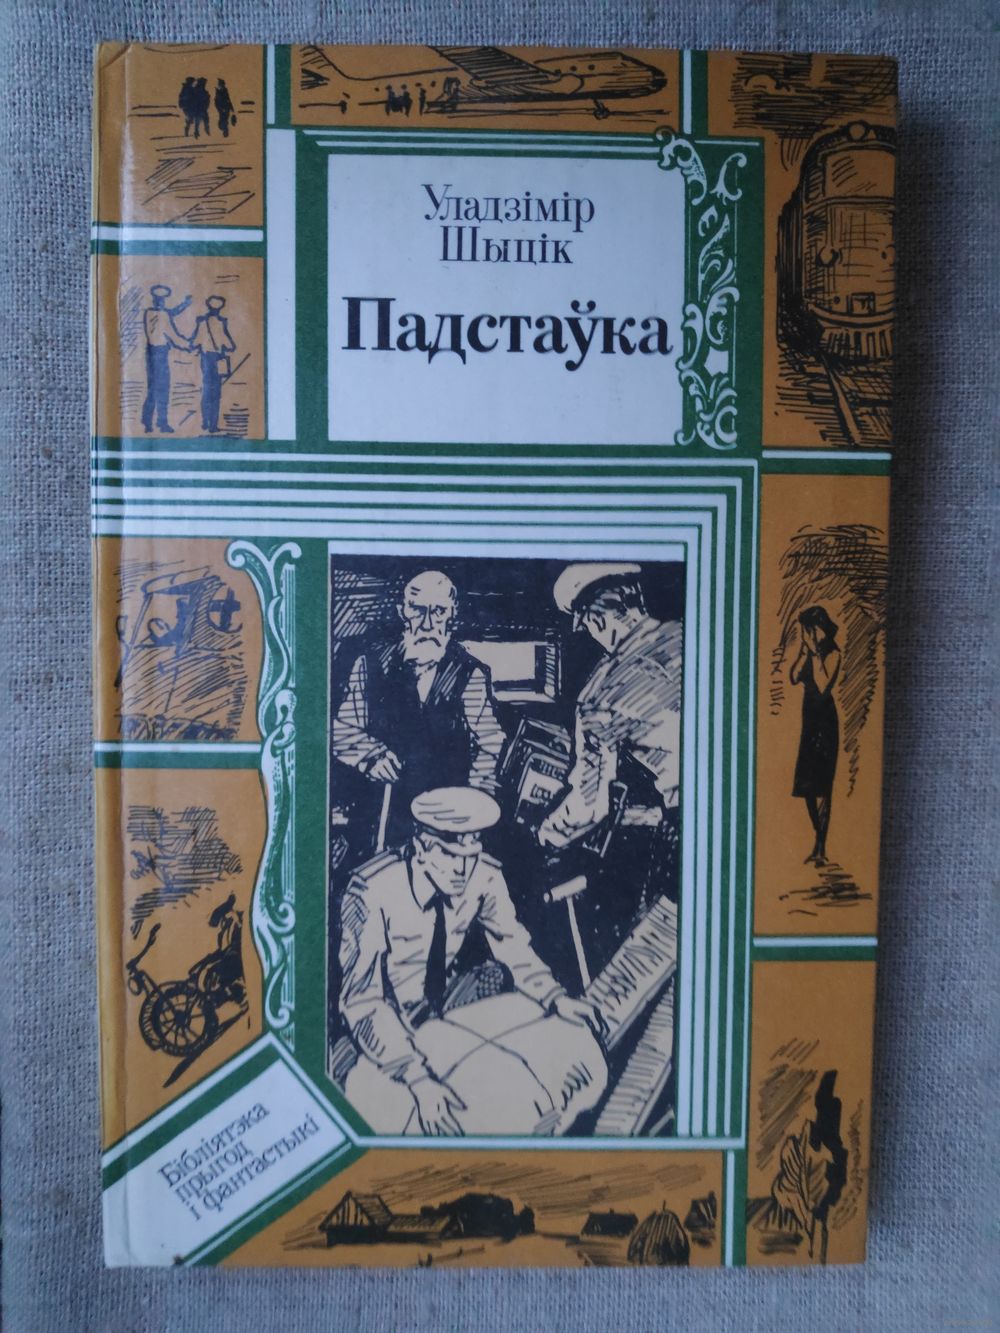 Уладзімір
Шыцік
Падстаўка
Бібліятэка
прыгод
і фантастыкі